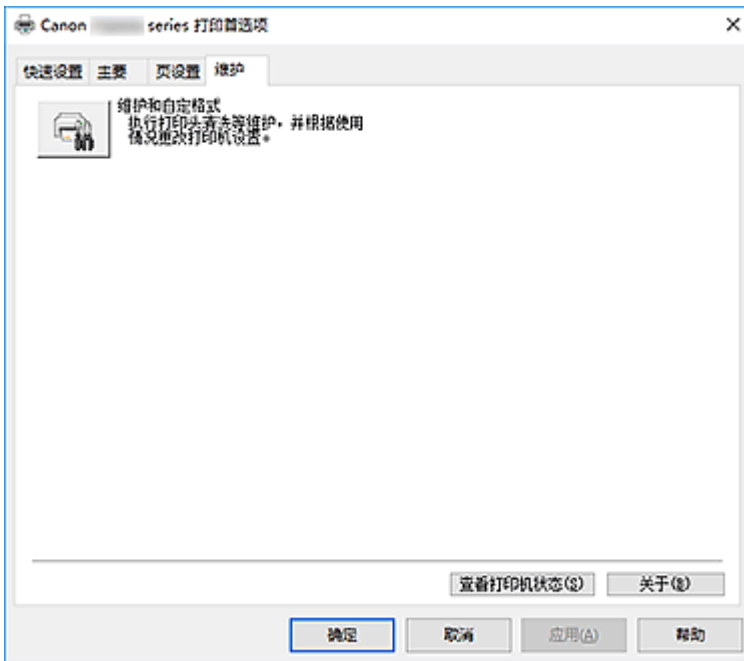 Canon series 打印首选项
快速设置 主要 页设置 维护
维护和自定格式
执行打印头清洗等维护，并根据使用
情况更改打印机设置。
查看打印机状态(S) 关于(B)
确定 取消 应用(A) 帮助